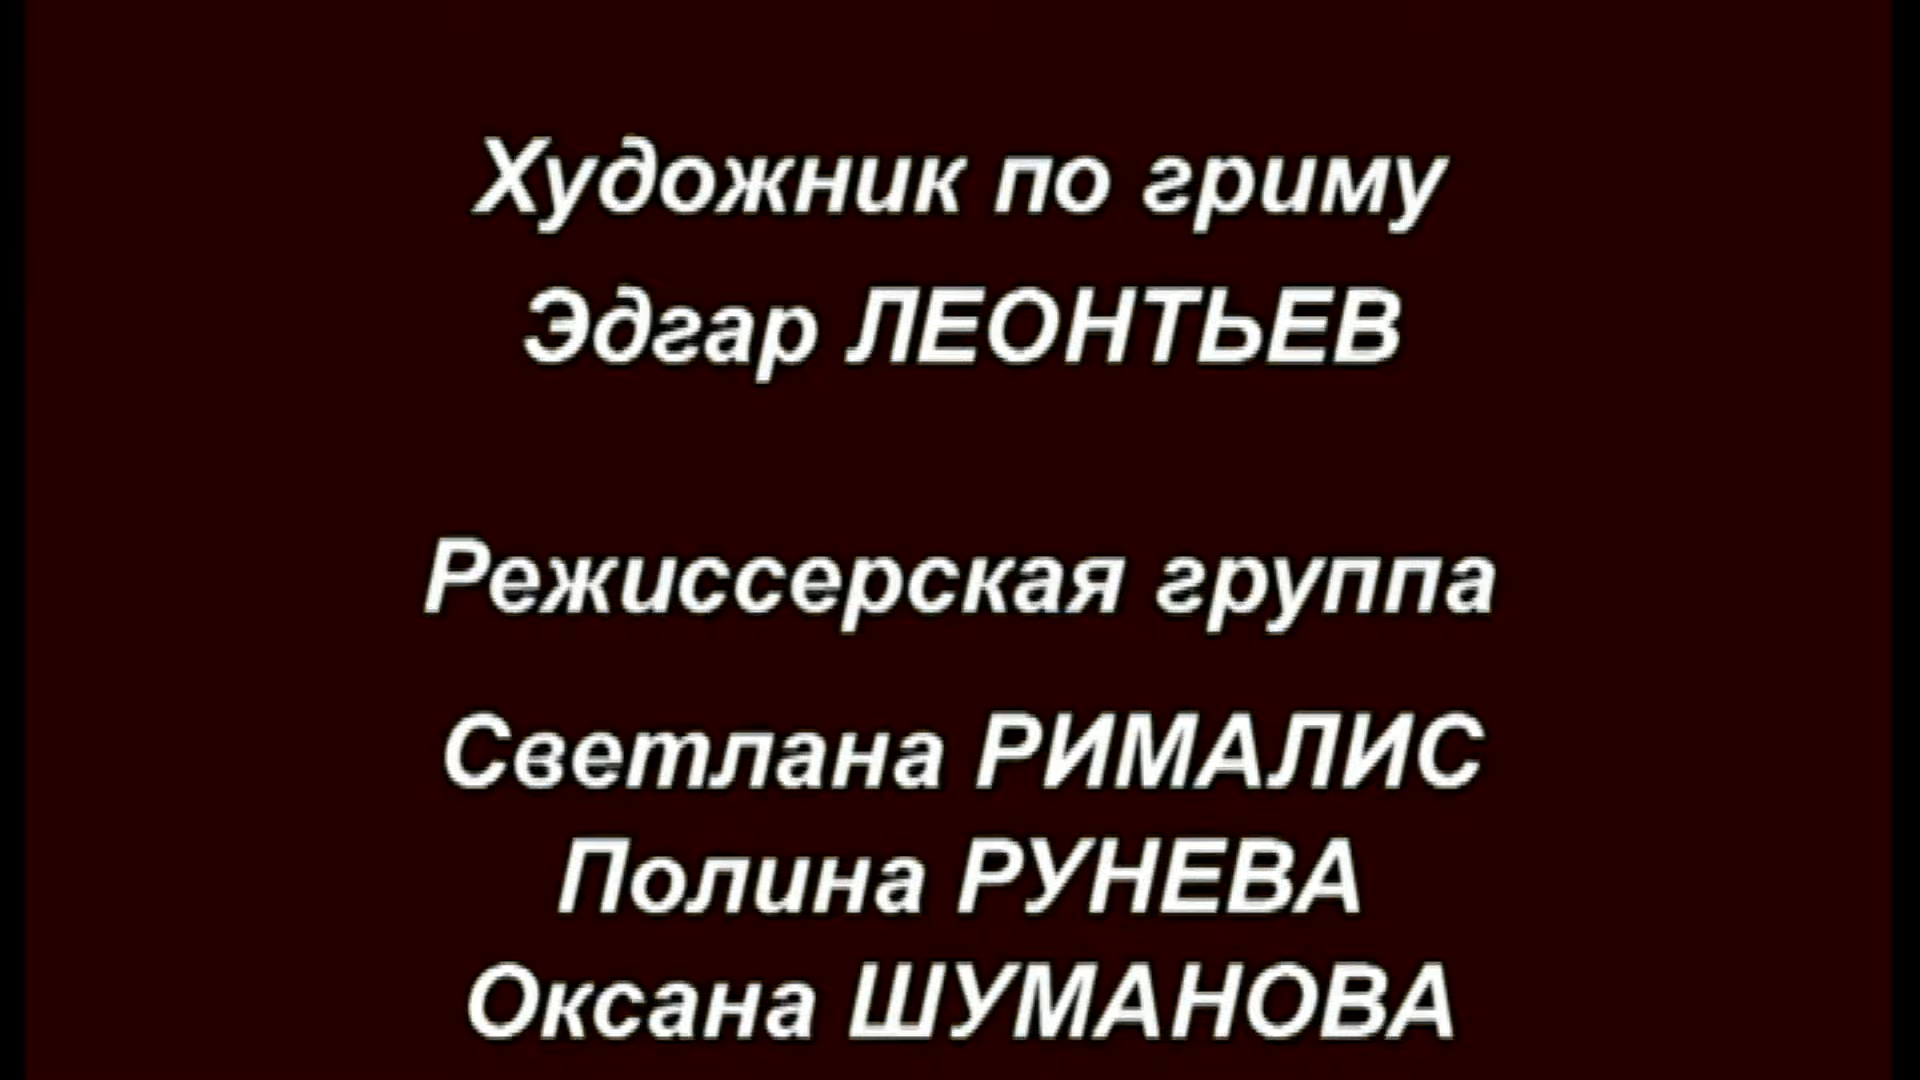 Художник по гриму
Эдгар ЛЕОНТЬЕВ
Режиссерская группа
Светлана РИМАЛИС
Полина РУНЕВА
Оксана ШУМАНОВА